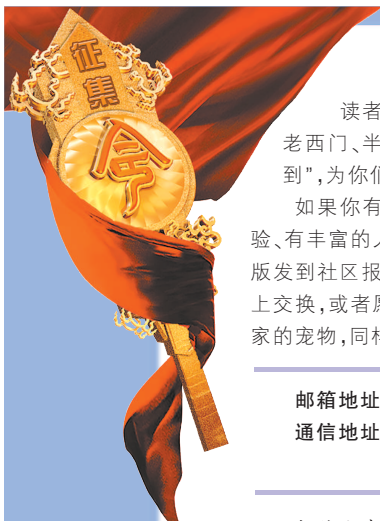 征集
令
读者
老西门、半
到”,为你们
如果你有
验、有丰富的人
版发到社区报
上交换,或者愿
家的宠物,同样
邮箱地址
通信地址